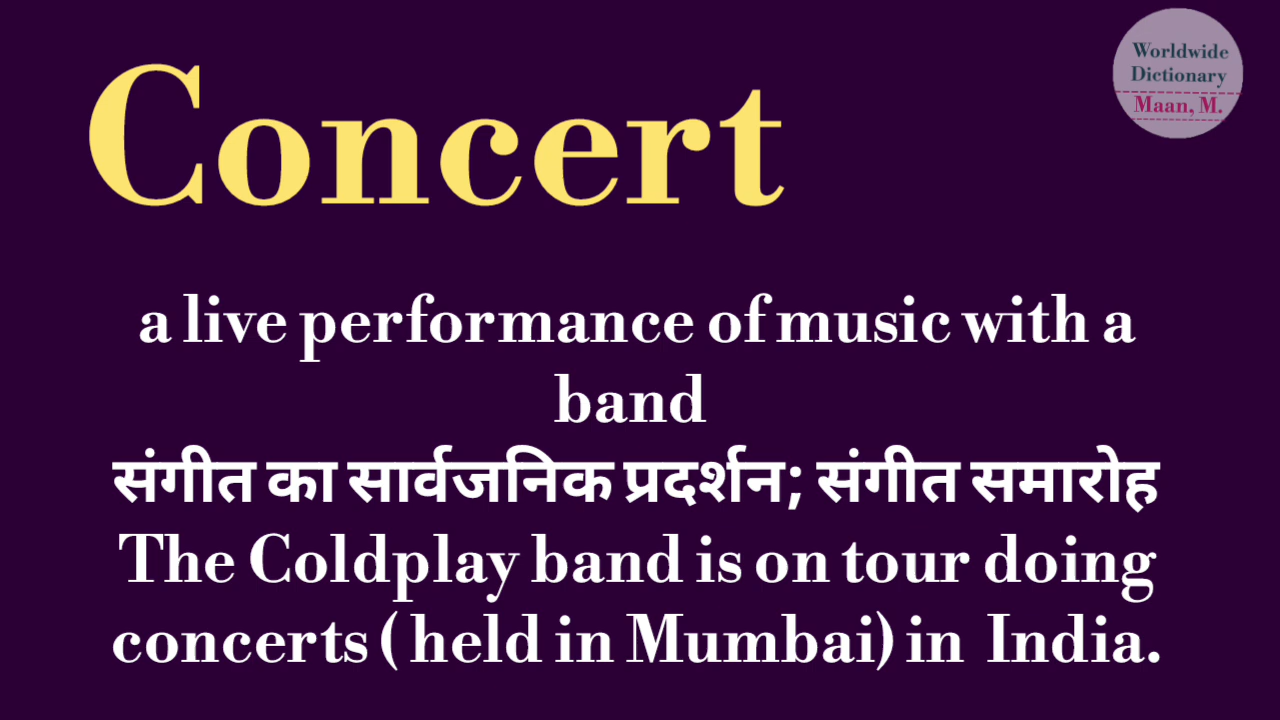 Worldwide
Dictionary
Maan, M.
Concert
a live performance of music with a
band
संगीत का सार्वजनिक प्रदर्शन; संगीत समारोह
The Coldplay band is on tour doing
concerts ( held in Mumbai) in India.